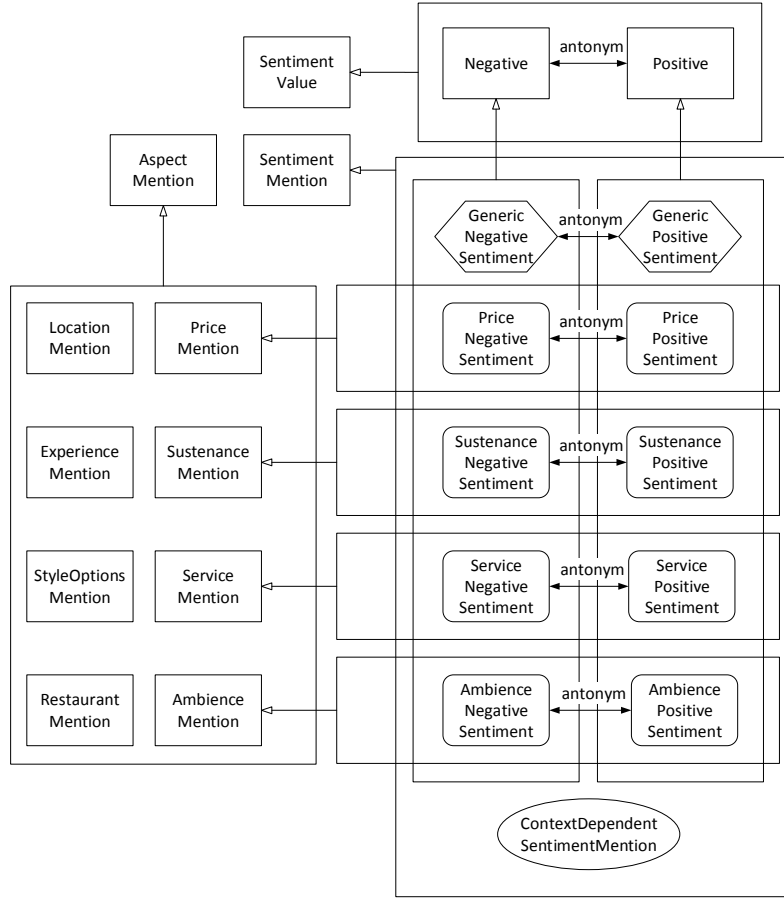 Sentiment
Value
Negative
antonym
Positive
Aspect
Mention
Sentiment
Mention
Generic
Negative
Sentiment
antonym
Generic
Positive
Sentiment
Location
Mention
Price
Mention
Price
Negative
Sentiment
antonym
Price
Positive
Sentiment
Experience
Mention
Sustenance
Mention
Sustenance
Negative
Sentiment
antonym
Sustenance
Positive
Sentiment
StyleOptions
Mention
Service
Mention
Service
Negative
Sentiment
antonym
Service
Positive
Sentiment
Restaurant
Mention
Ambience
Mention
Ambience
Negative
Sentiment
antonym
Ambience
Positive
Sentiment
ContextDependent
SentimentMention